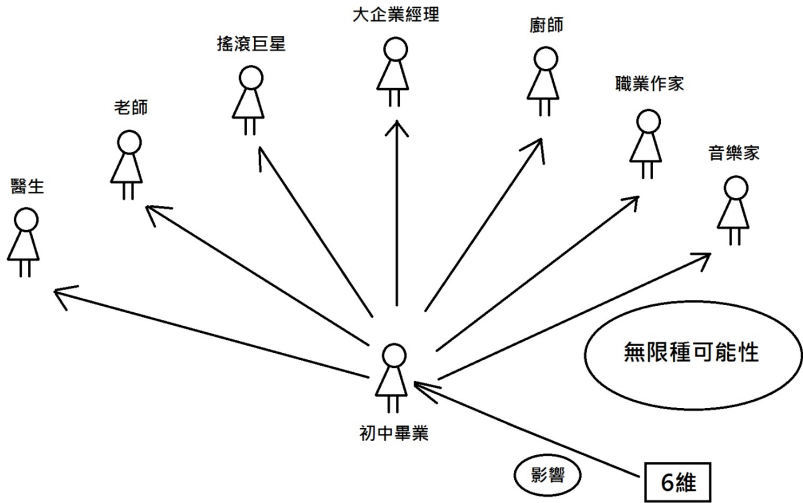 大企業經理
廚師
搖滾巨星
職業作家
老師
音樂家
醫生
無限種可能性
初中畢業
影響
6維